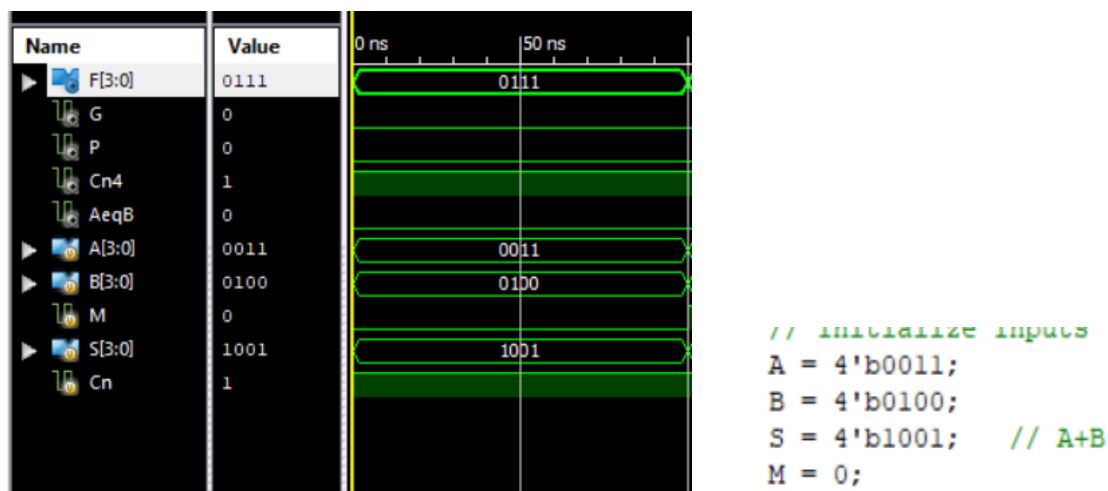 Name Value 0 ns 50 ns
F[3:0] 0111 0111
G 0
P 0
Cn4 1
AeqB 0
A[3:0] 0011 0011
B[3:0] 0100 0100
M 0
S[3:0] 1001 1001
Cn 1
// Initialize Inputs
A = 4'b0011;
B = 4'b0100;
S = 4'b1001; // A+B
M = 0;